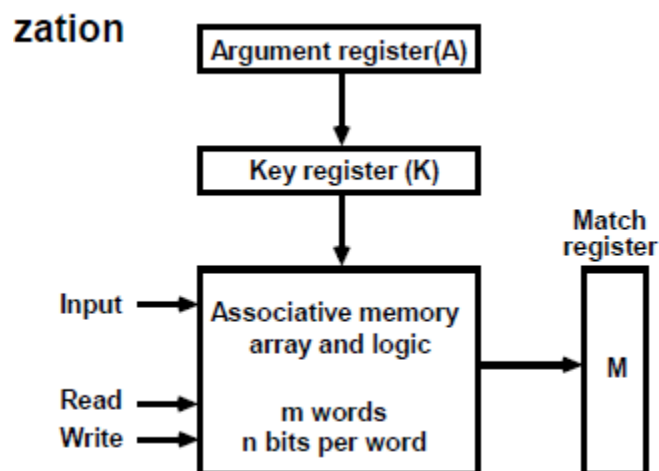 zation
Argument register(A)
Key register (K)
Match
register
Input
Associative memory
array and logic
M
Read
m words
Write
n bits per word